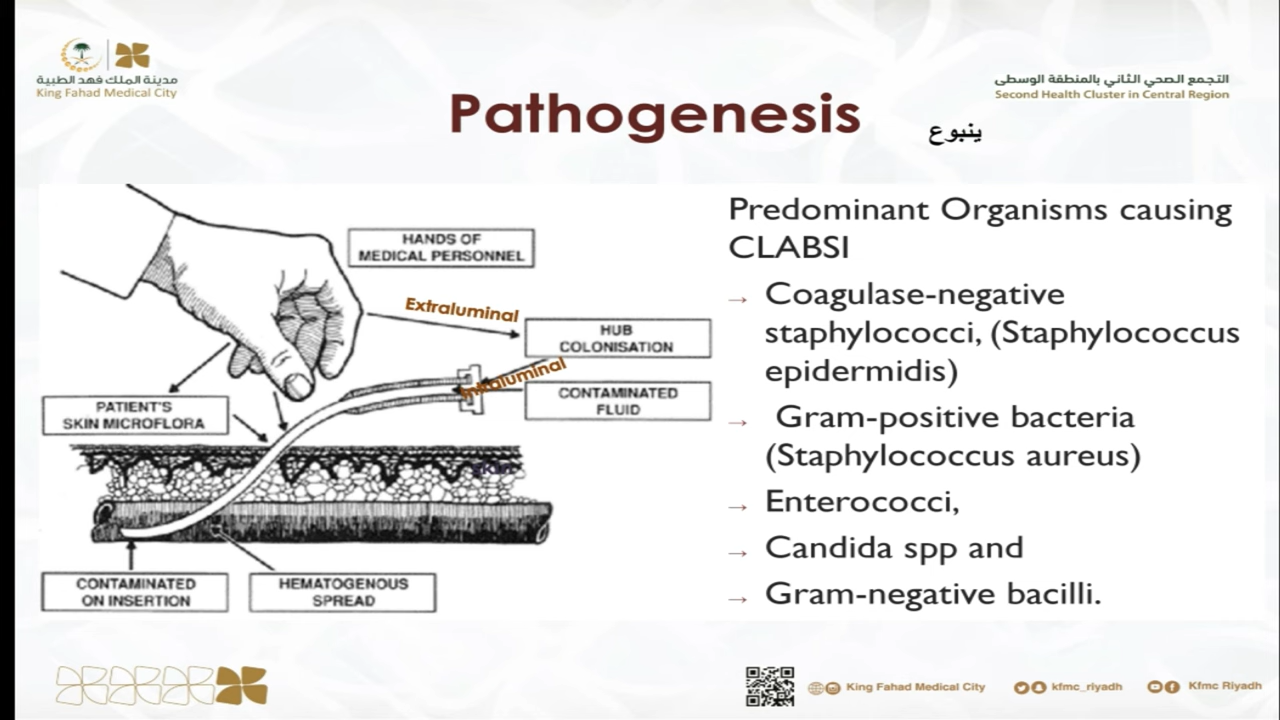 مدينة الملك فهد الطبية
King Fahad Medical City
التجمع الصحي الثاني بالمنطقة الوسطى
Second Health Cluster in Central Region
Pathogenesis
ينبوع
HANDS OF
MEDICAL PERSONNEL
Extraluminal
HUB
COLONISATION
Intraluminal
CONTAMINATED
FLUID
PATIENT'S
SKIN MICROFLORA
CONTAMINATED
ON INSERTION
HEMATOGENOUS
SPREAD
Predominant Organisms causing
CLABSI
→ Coagulase-negative
staphylococci, (Staphylococcus
epidermidis)
→ Gram-positive bacteria
(Staphylococcus aureus)
→ Enterococci,
→ Candida spp and
→ Gram-negative bacilli.
King Fahad Medical City
kfmc_riyadh
Kfmc Riyadh